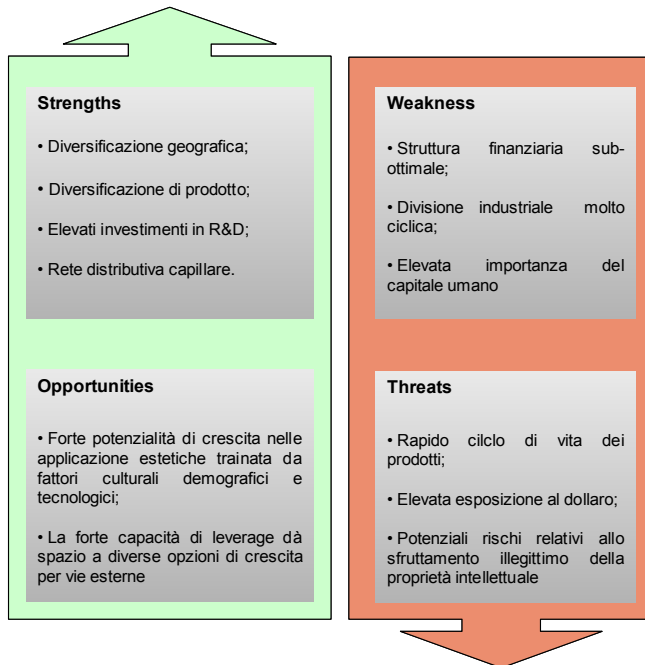 Strengths
• Diversificazione geografica;
• Diversificazione di prodotto;
• Elevati investimenti in R&D;
• Rete distributiva capillare.
Weakness
• Struttura finanziaria sub-
ottimale;
• Divisione industriale molto
ciclica;
• Elevata importanza del
capitale umano
Opportunities
• Forte potenzialità di crescita nelle
applicazione estetiche trainata da
fattori culturali demografici e
tecnologici;
• La forte capacità di leverage dà
spazio a diverse opzioni di crescita
per vie esterne
Threats
• Rapido cilclo di vita dei
prodotti;
• Elevata esposizione al dollaro;
• Potenziali rischi relativi allo
sfruttamento illegittimo della
proprietà intellettuale